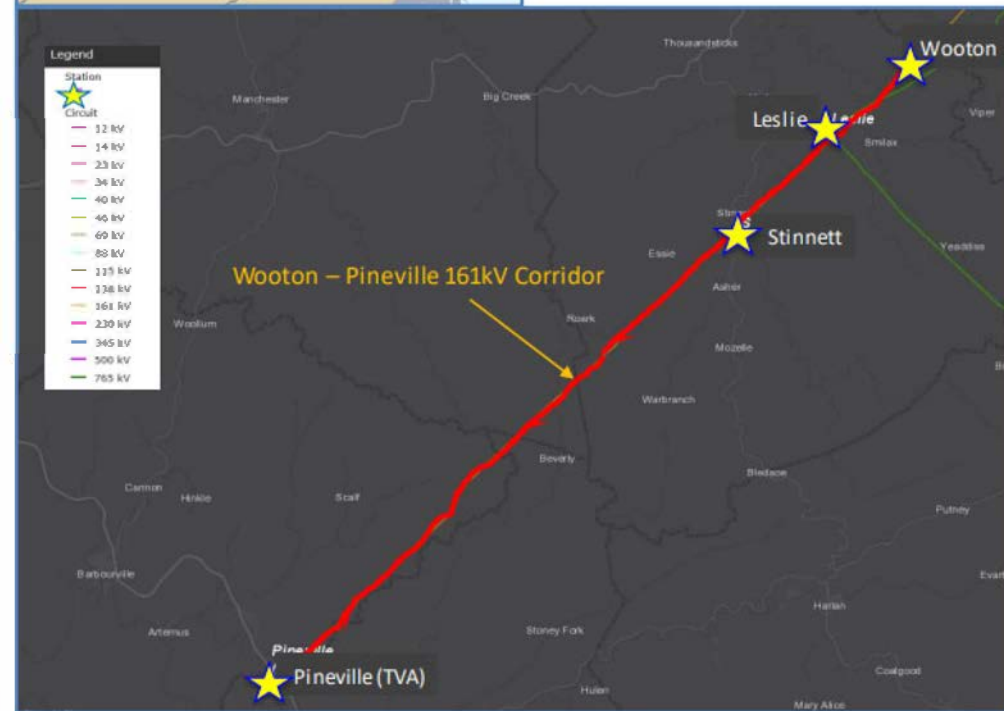 Legend
Station
Circuit
12 kV
14 kV
23 kV
34 kV
40 kV
46 kV
69 kV
88 kV
115 kV
138 kV
161 kV
230 kV
345 kV
500 kV
765 kV
Thousandsticks
Wooton
Manchester
Big Creek
Viper
Leslie
Leslie
Smilax
Stinnett
Essie
Yeaddiss
Wooton – Pineville 161kV Corridor
Asher
Roark
Woollum
Mozelle
Warbranch
Beverly
Bledsoe
Cannon
Hinkle
Scalf
Putney
Barbourville
Evart
Harlan
Artemus
Stoney Fork
Pineville
Pineville (TVA)
Coalgood
Hulen
Mary Alice